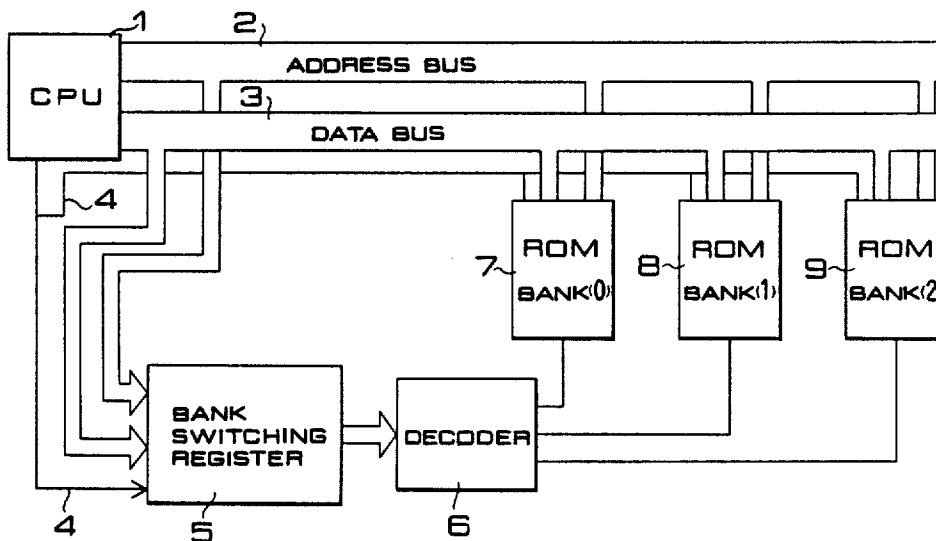 1
2
ADDRESS BUS
CPU
3
DATA BUS
4
7
ROM
BANK(0)
8
ROM
BANK(1)
9
ROM
BANK(2
BANK
SWITCHING
REGISTER
DECODER
4
5
6